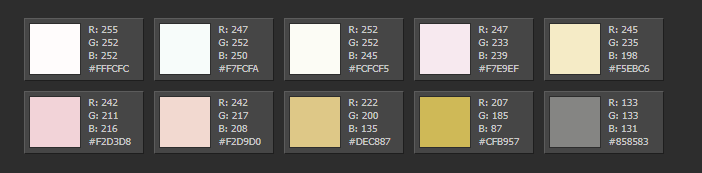 R: 255
G: 252
B: 252
#FFFCFC
R: 247
G: 252
B: 250
#F7FCFA
R: 252
G: 252
B: 245
#FCFCF5
R: 247
G: 233
B: 239
#F7E9EF
R: 245
G: 235
B: 198
#F5EBC6
R: 242
G: 211
B: 216
#F2D3D8
R: 242
G: 217
B: 208
#F2D9D0
R: 222
G: 200
B: 135
#DEC887
R: 207
G: 185
B: 87
#CFB957
R: 133
G: 133
B: 131
#858583